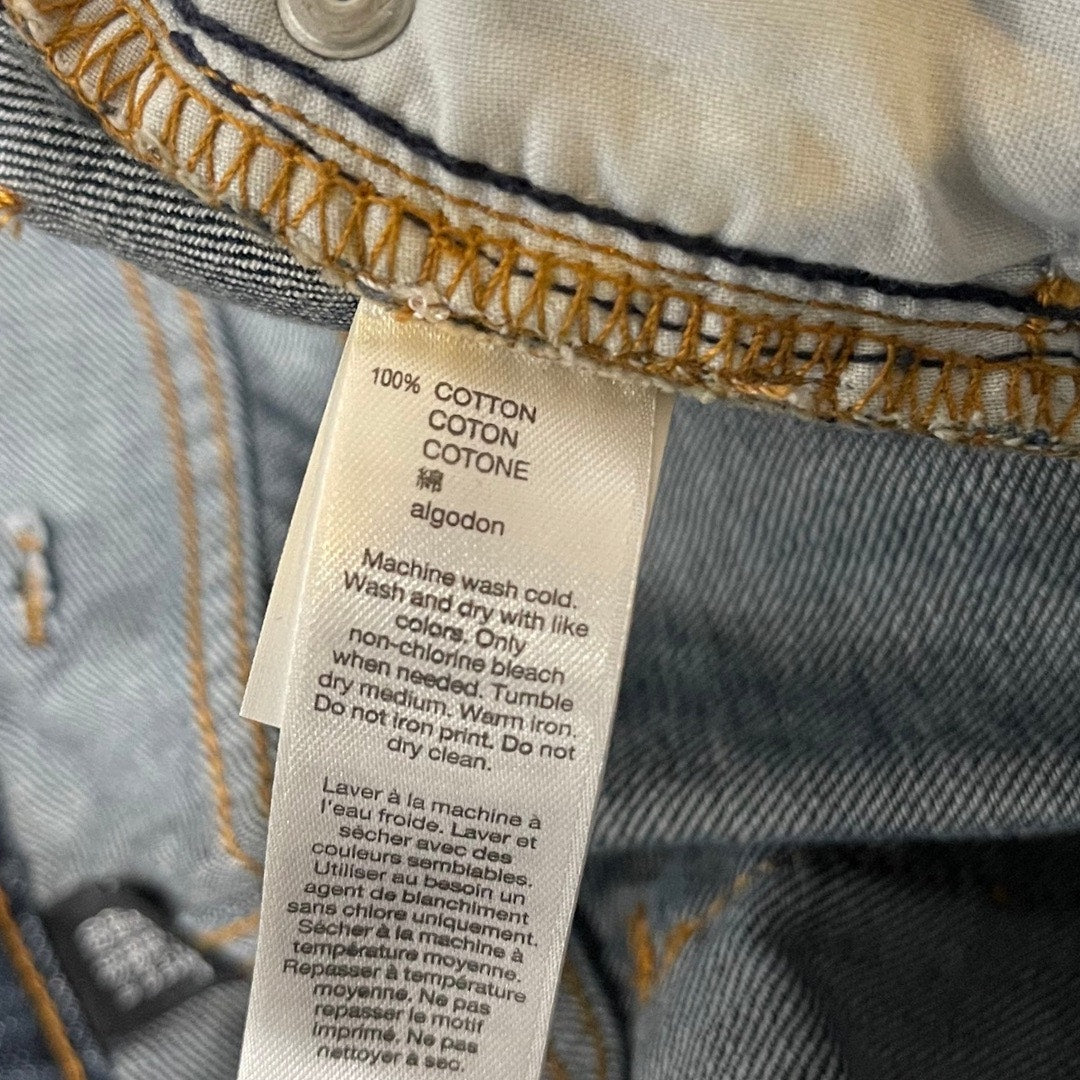 100% COTTON
COTON
COTONE
綿
algodon
Machine wash cold.
Wash and dry with like
colors. Only
non-chlorine bleach
when needed. Tumble
dry medium. Warm iron.
Do not iron print. Do not
dry clean.
Laver à la machine à
l'eau froide. Laver et
sécher avec des
couleurs semblables.
Utiliser au besoin un
agent de blanchiment
sans chlore uniquement.
Sécher à la machine à
température moyenne.
Repasser à température
moyenne. Ne pas
repasser le motif
imprimé. Ne pas
nettoyer à sec.